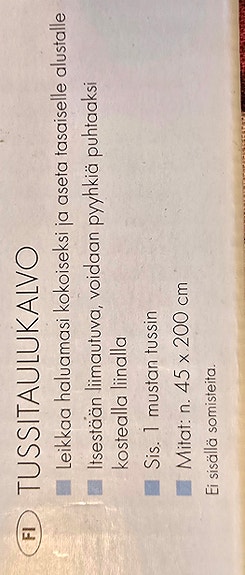 FI TUSSITAULUKALVO
Leikkaa haluamasi kokoiseksi ja aseta tasaiselle alustalle
Itsestään liimautuva, voidaan pyyhkiä puhtaaksi
kostealla liinalla
Sis. 1 mustan tussin
Mitat: n. 45 x 200 cm
Ei sisällä somisteita.